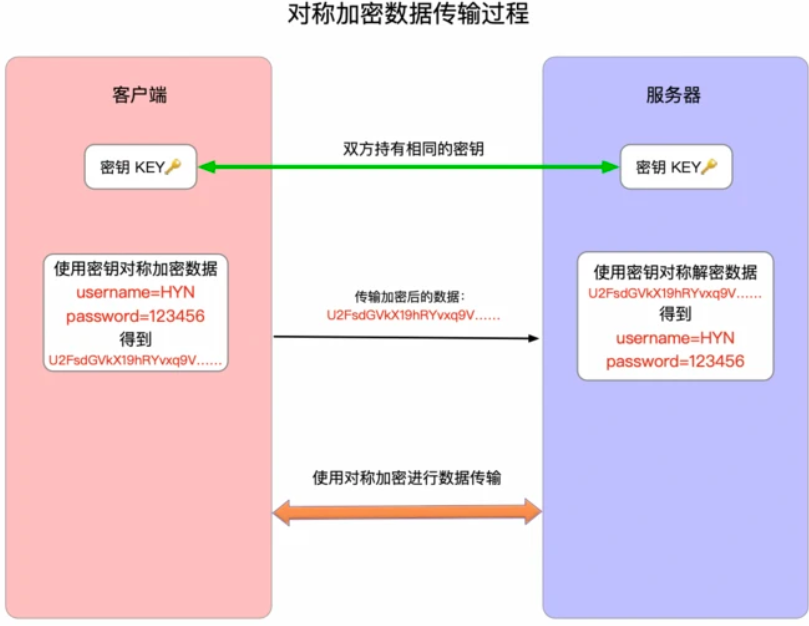 对称加密数据传输过程
客户端
服务器
密钥 KEY🔑
双方持有相同的密钥
密钥 KEY🔑
使用密钥对称加密数据
username=HYN
password=123456
得到
U2FsdGVkX19hRYvxq9V......
传输加密后的数据：
U2FsdGVkX19hRYvxq9V......
使用密钥对称解密数据
U2FsdGVkX19hRYvxq9V......
得到
username=HYN
password=123456
使用对称加密进行数据传输